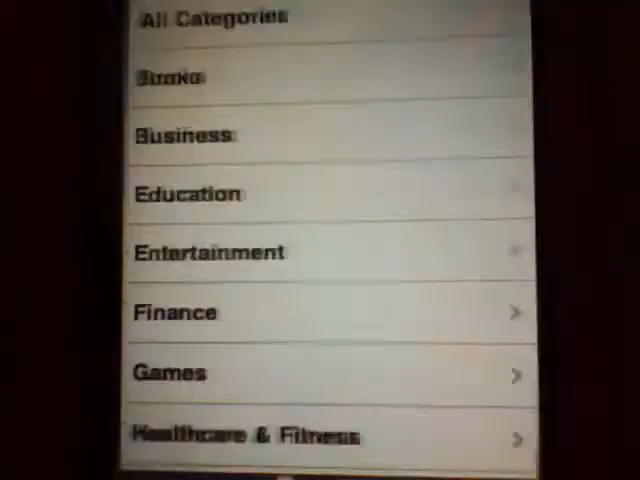 All Categories
Books
Business
Education
Entertainment
Finance
Games
Healthcare & Fitness